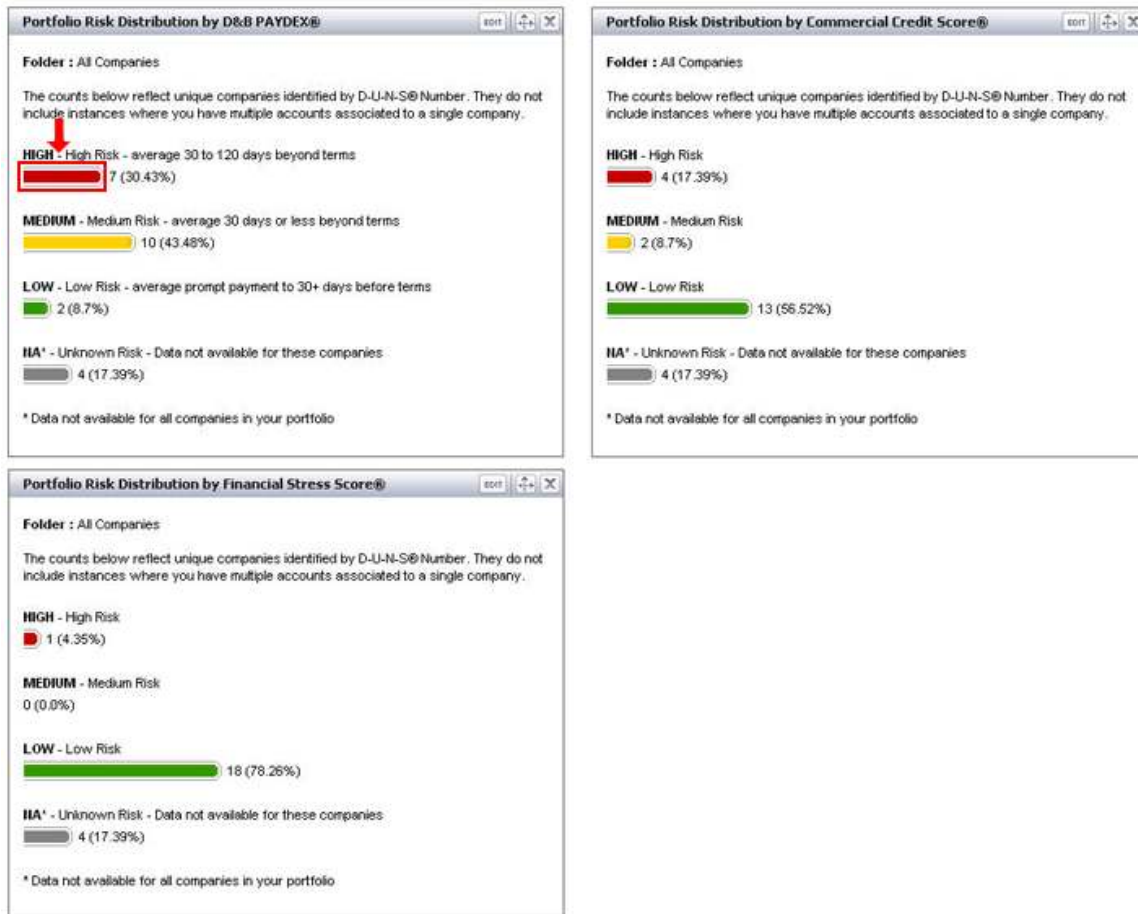 Portfolio Risk Distribution by D&B PAYDEX®
EDIT
Folder : All Companies
The counts below reflect unique companies identified by D-U-N-S® Number. They do not
include instances where you have multiple accounts associated to a single company.
HIGH - High Risk - average 30 to 120 days beyond terms
7 (30.43%)
MEDIUM - Medium Risk - average 30 days or less beyond terms
10 (43.48%)
LOW - Low Risk - average prompt payment to 30+ days before terms
2 (8.7%)
NA* - Unknown Risk - Data not available for these companies
4 (17.39%)
* Data not available for all companies in your portfolio
Portfolio Risk Distribution by Commercial Credit Score®
EDIT
Folder : All Companies
The counts below reflect unique companies identified by D-U-N-S® Number. They do not
include instances where you have multiple accounts associated to a single company.
HIGH - High Risk
4 (17.39%)
MEDIUM - Medium Risk
2 (8.7%)
LOW - Low Risk
13 (56.52%)
NA* - Unknown Risk - Data not available for these companies
4 (17.39%)
* Data not available for all companies in your portfolio
Portfolio Risk Distribution by Financial Stress Score®
EDIT
Folder : All Companies
The counts below reflect unique companies identified by D-U-N-S® Number. They do not
include instances where you have multiple accounts associated to a single company.
HIGH - High Risk
1 (4.35%)
MEDIUM - Medium Risk
0 (0.0%)
LOW - Low Risk
18 (78.26%)
NA* - Unknown Risk - Data not available for these companies
4 (17.39%)
* Data not available for all companies in your portfolio